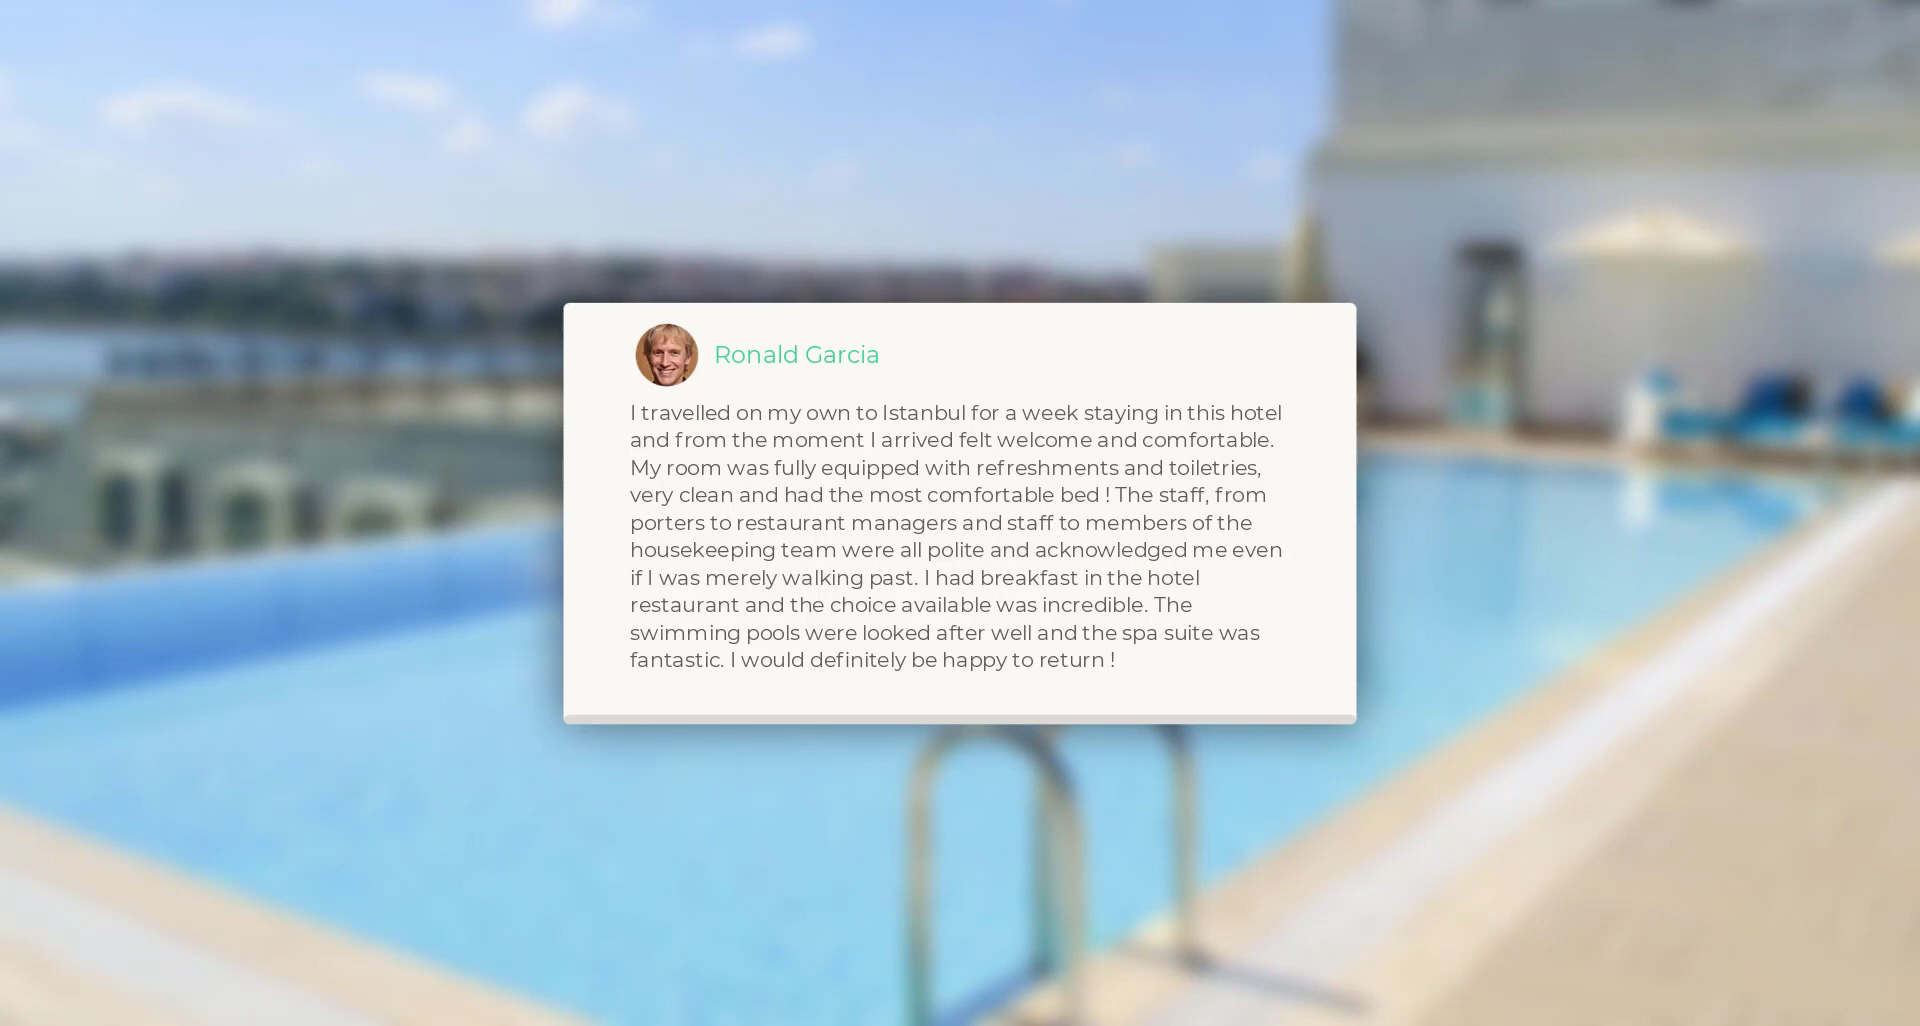 Ronald Garcia
I travelled on my own to Istanbul for a week staying in this hotel
and from the moment I arrived felt welcome and comfortable.
My room was fully equipped with refreshments and toiletries,
very clean and had the most comfortable bed ! The staff, from
porters to restaurant managers and staff to members of the
housekeeping team were all polite and acknowledged me even
if I was merely walking past. I had breakfast in the hotel
restaurant and the choice available was incredible. The
swimming pools were looked after well and the spa suite was
fantastic. I would definitely be happy to return !